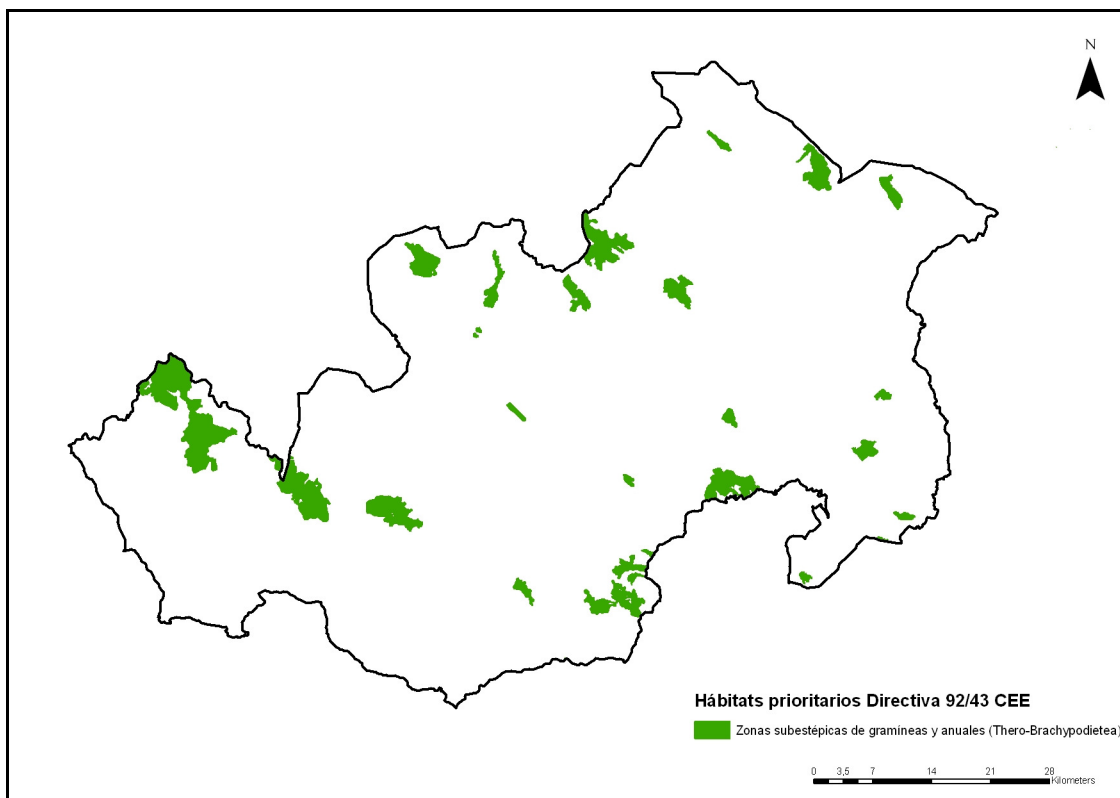 N
Hábitats prioritarios Directiva 92/43 CEE
Zonas subestépicas de gramíneas y anuales (Thero-Brachypodietea)
0 3,5 7 14 21 28
Kilometers